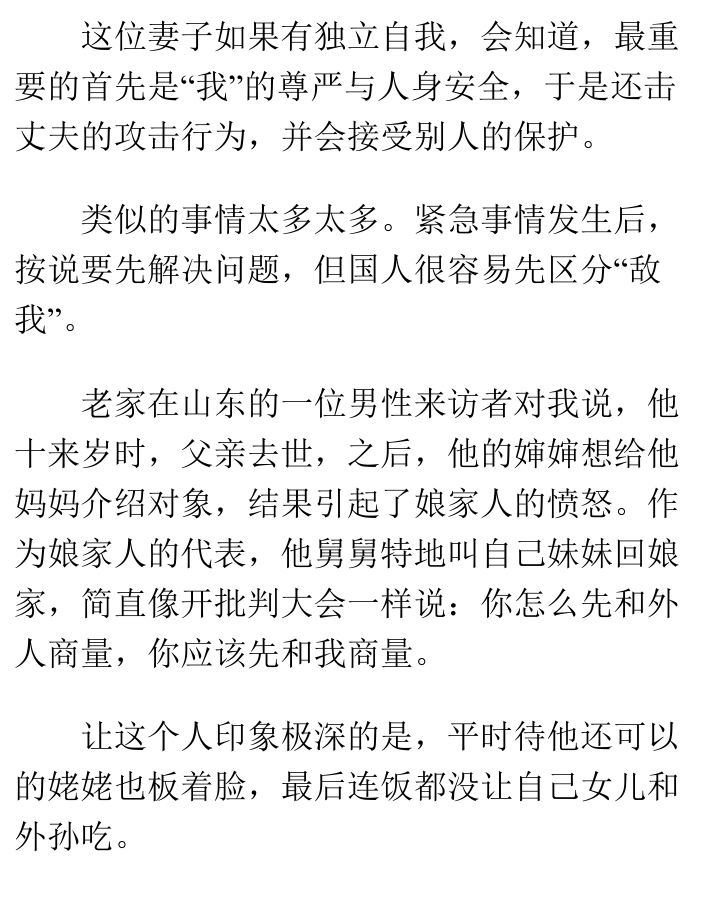 这位妻子如果有独立自我，会知道，最重
要的首先是“我”的尊严与人身安全，于是还击
丈夫的攻击行为，并会接受别人的保护。
类似的事情太多太多。紧急事情发生后，
按说要先解决问题，但国人很容易先区分“敌
我”。
老家在山东的一位男性来访者对我说，他
十来岁时，父亲去世，之后，他的婶婶想给他
妈妈介绍对象，结果引起了娘家人的愤怒。作
为娘家人的代表，他舅舅特地叫自己妹妹回娘
家，简直像开批判大会一样说：你怎么先和外
人商量，你应该先和我商量。
让这个人印象极深的是，平时待他还可以
的姥姥也板着脸，最后连饭都没让自己女儿和
外孙吃。